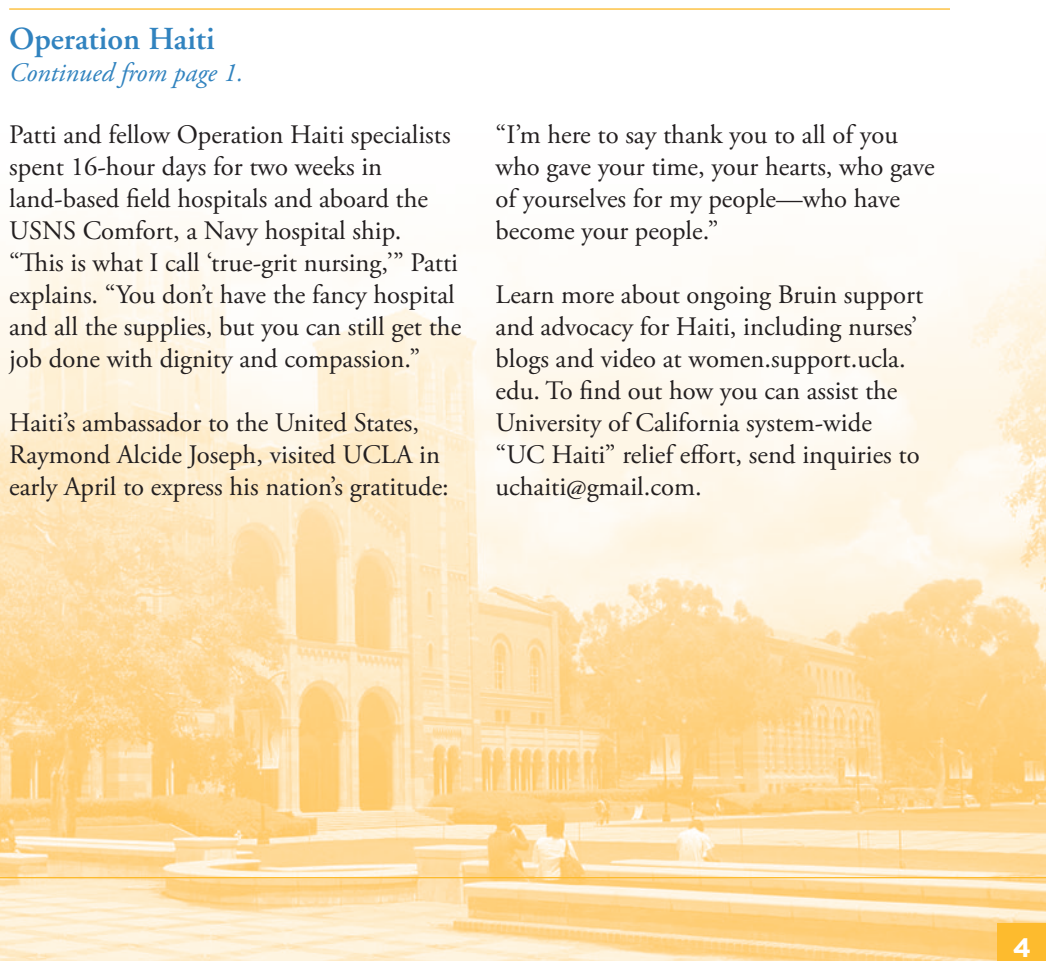 Operation Haiti
Continued from page 1.
Patti and fellow Operation Haiti specialists
spent 16-hour days for two weeks in
land-based field hospitals and aboard the
USNS Comfort, a Navy hospital ship.
“This is what I call ‘true-grit nursing,’” Patti
explains. “You don’t have the fancy hospital
and all the supplies, but you can still get the
job done with dignity and compassion.”
Haiti’s ambassador to the United States,
Raymond Alcide Joseph, visited UCLA in
early April to express his nation’s gratitude:
“I’m here to say thank you to all of you
who gave your time, your hearts, who gave
of yourselves for my people—who have
become your people.”
Learn more about ongoing Bruin support
and advocacy for Haiti, including nurses’
blogs and video at women.support.ucla.
edu. To find out how you can assist the
University of California system-wide
“UC Haiti” relief effort, send inquiries to
uchaiti@gmail.com.
4